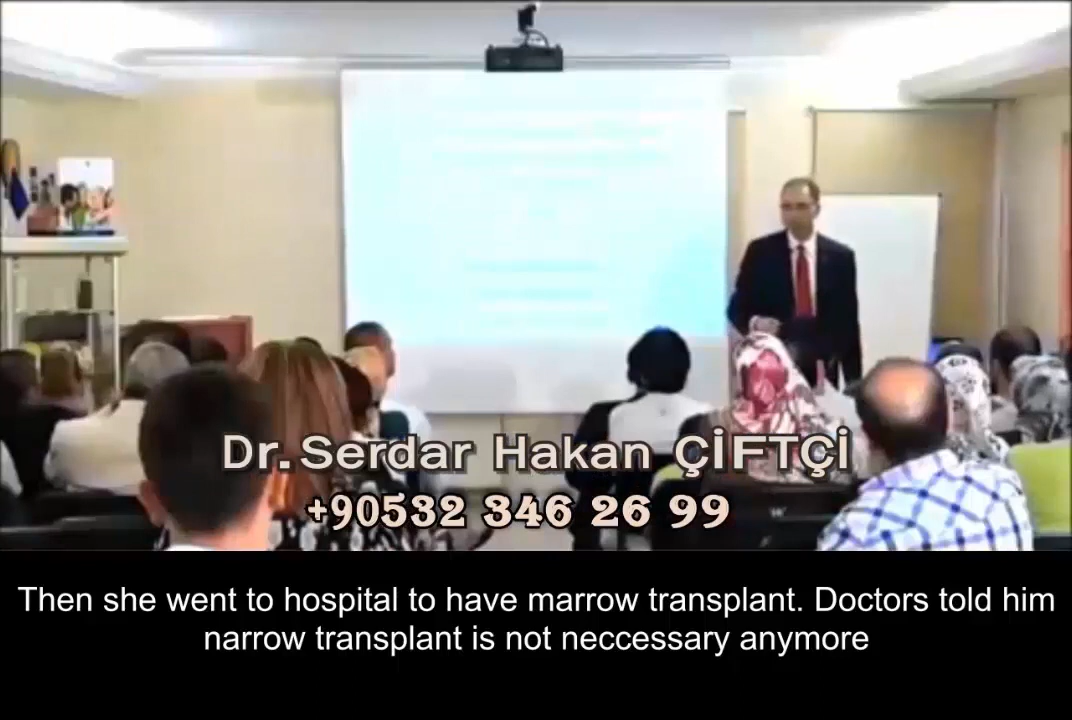 Dr. Serdar Hakan ÇİFTÇİ
+90532 346 26 99
Then she went to hospital to have marrow transplant. Doctors told him
narrow transplant is not neccessary anymore